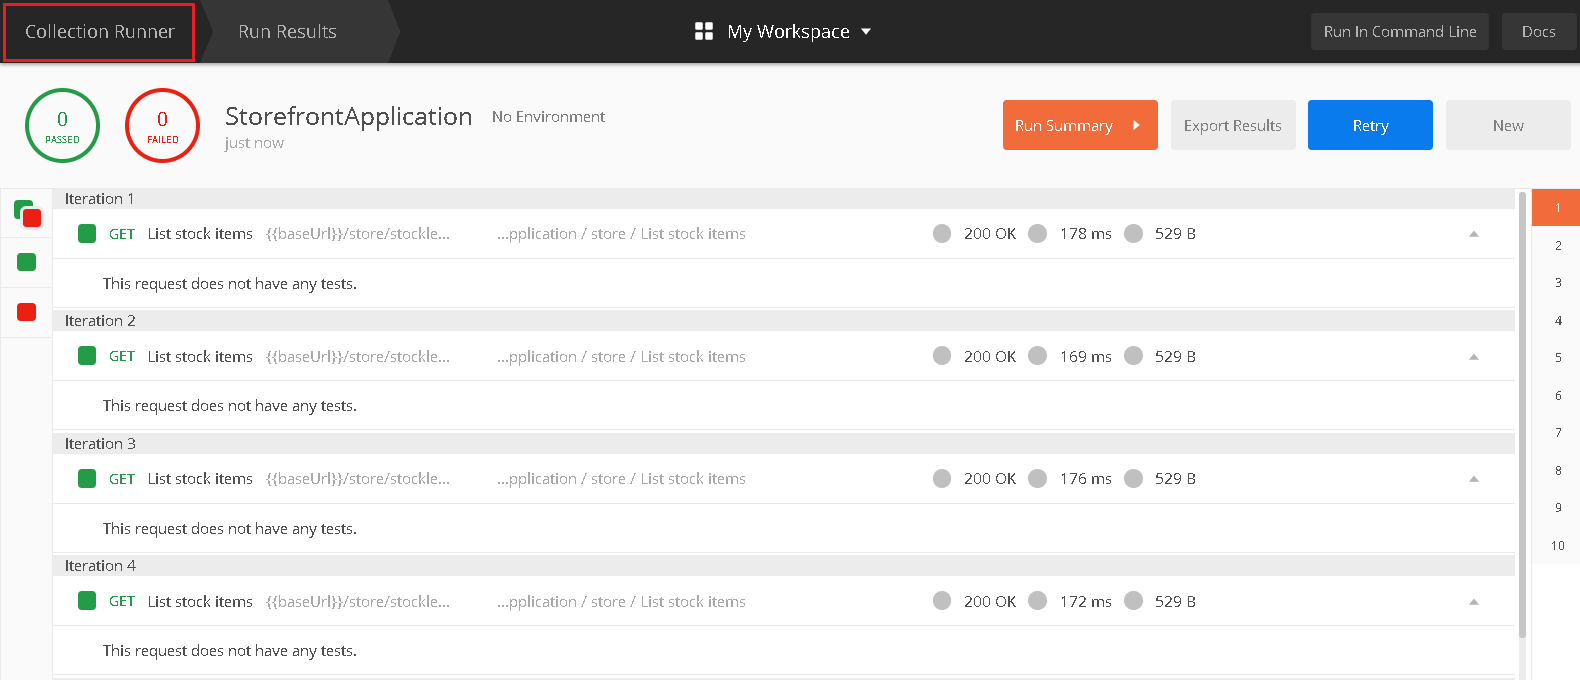 Collection Runner Run Results My Workspace Run In Command Line Docs
0 PASSED
0 FAILED
StorefrontApplication No Environment
just now
Run Summary Export Results Retry New
Iteration 1
GET List stock items {{baseUrl}}/store/stockle... ...pplication / store / List stock items 200 OK 178 ms 529 B
This request does not have any tests.
Iteration 2
GET List stock items {{baseUrl}}/store/stockle... ...pplication / store / List stock items 200 OK 169 ms 529 B
This request does not have any tests.
Iteration 3
GET List stock items {{baseUrl}}/store/stockle... ...pplication / store / List stock items 200 OK 176 ms 529 B
This request does not have any tests.
Iteration 4
GET List stock items {{baseUrl}}/store/stockle... ...pplication / store / List stock items 200 OK 172 ms 529 B
This request does not have any tests.
1
2
3
4
5
6
7
8
9
10